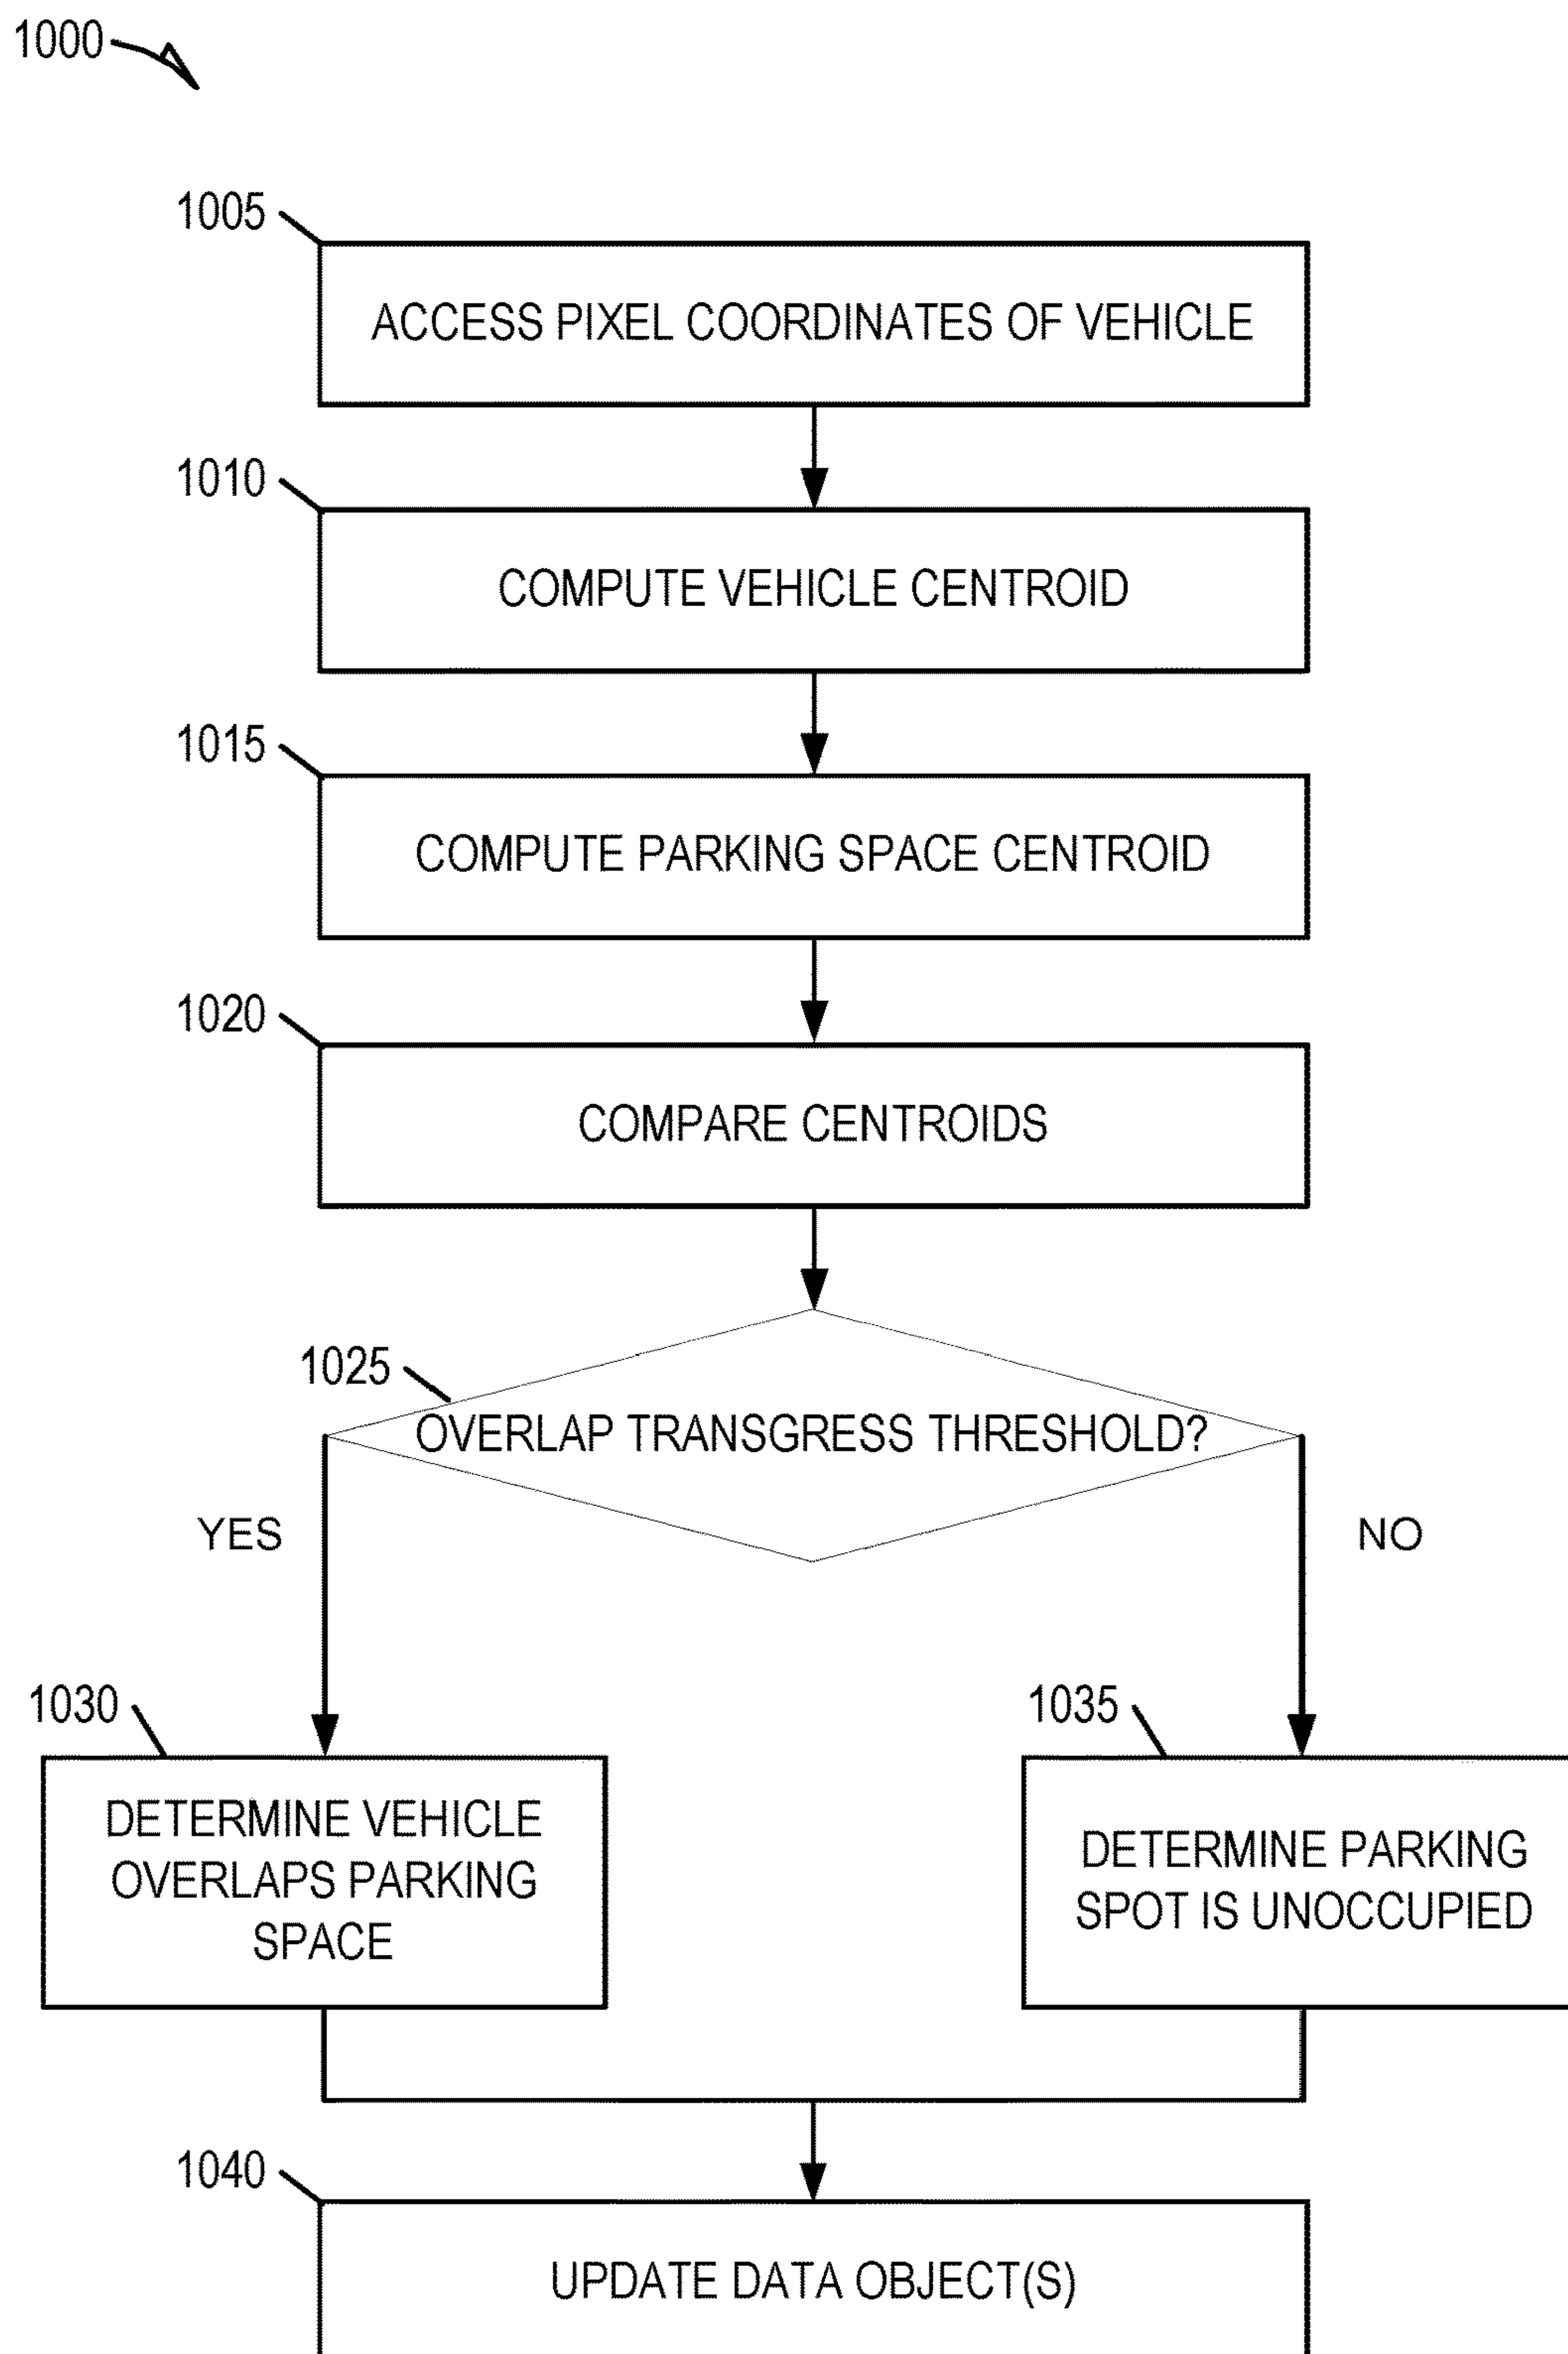 1000
1005
ACCESS PIXEL COORDINATES OF VEHICLE
1010
COMPUTE VEHICLE CENTROID
1015
COMPUTE PARKING SPACE CENTROID
1020
COMPARE CENTROIDS
1025
OVERLAP TRANSGRESS THRESHOLD?
YES
NO
1030
DETERMINE VEHICLE
OVERLAPS PARKING
SPACE
1035
DETERMINE PARKING
SPOT IS UNOCCUPIED
1040
UPDATE DATA OBJECT(S)